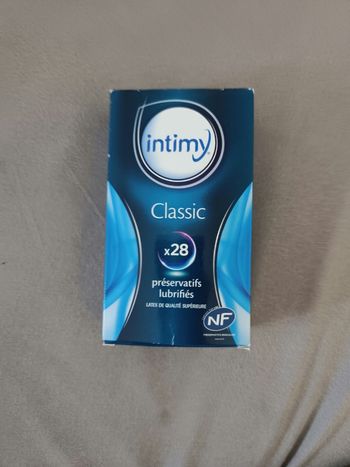 intimy
Classic
x28
préservatifs
lubrifiés
LATEX DE QUALITÉ SUPÉRIEURE
NF